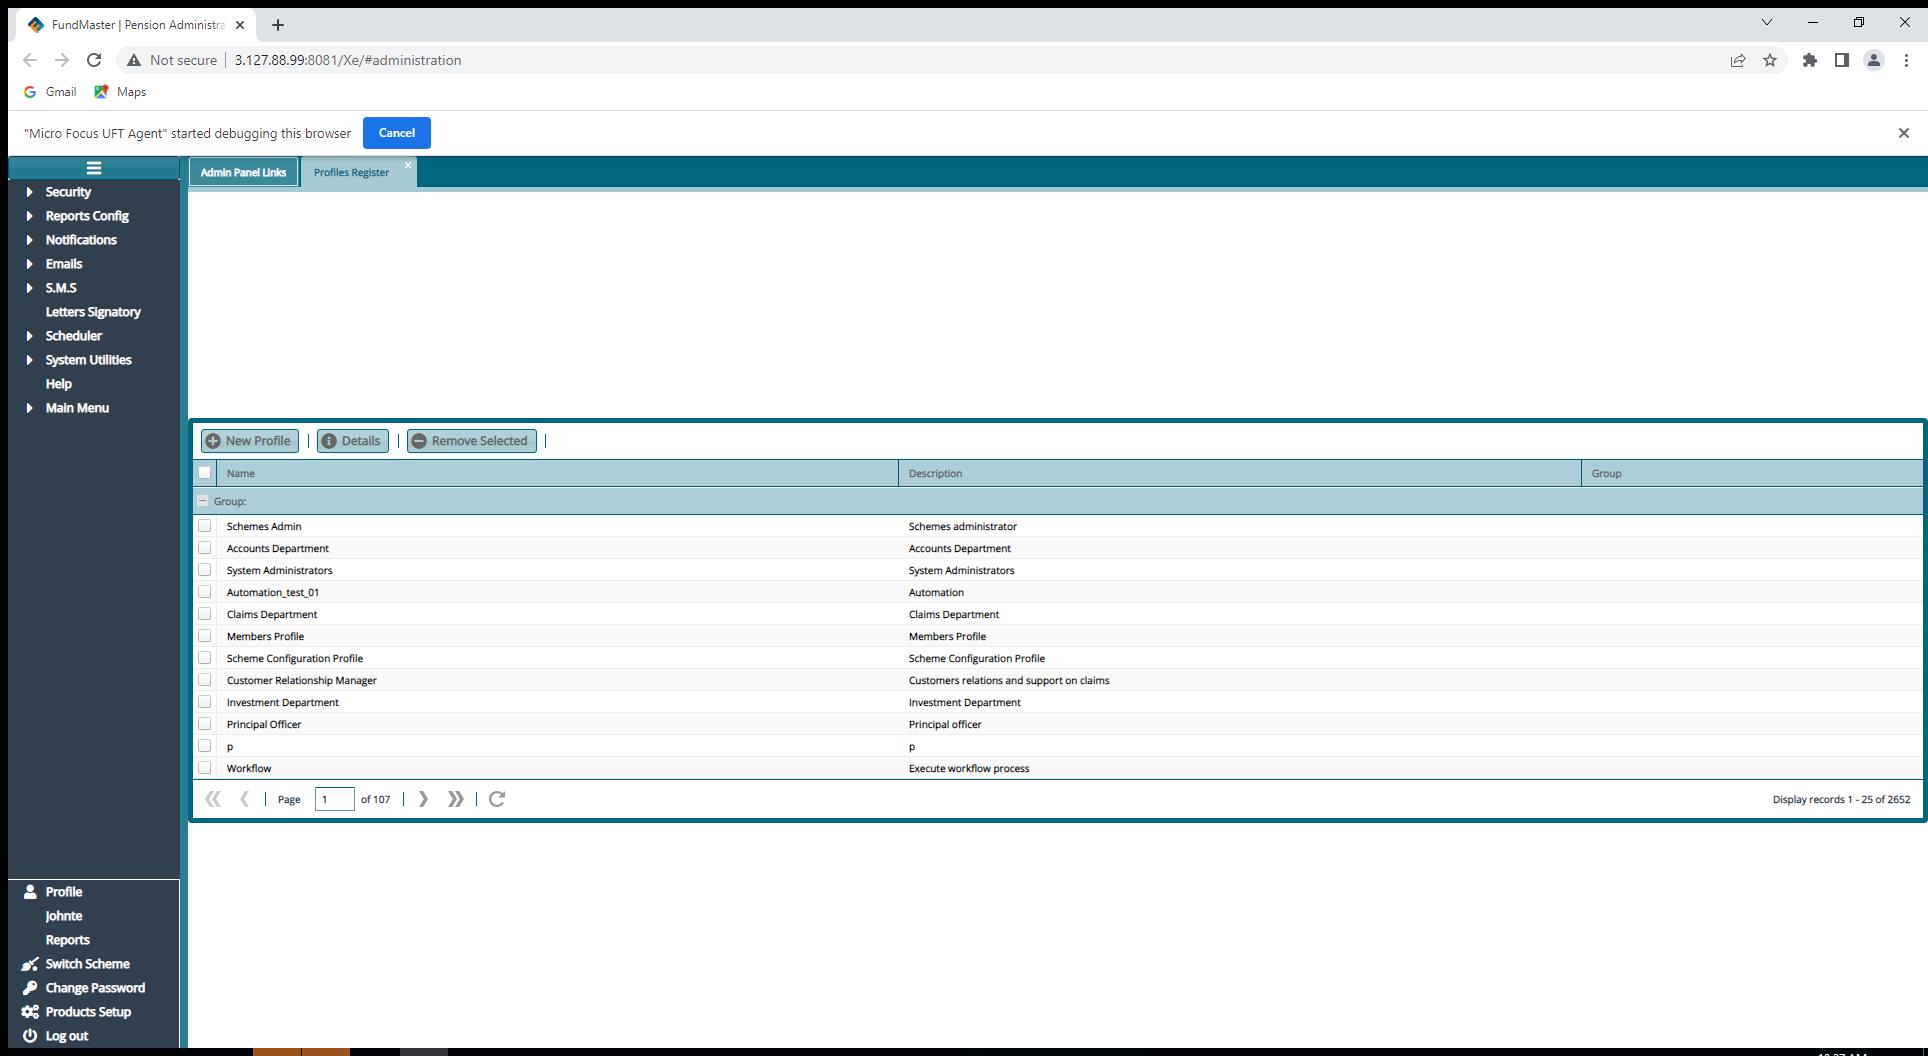 FundMaster | Pension Administra
Not secure
3.127.88.99:8081/Xe/#administration
Gmail
Maps
"Micro Focus UFT Agent" started debugging this browser
Cancel
Admin Panel Links
Profiles Register
Security
Reports Config
Notifications
Emails
S.M.S
Letters Signatory
Scheduler
System Utilities
Help
Main Menu
New Profile
Details
Remove Selected
Name Description Group
Group:
Schemes Admin Schemes administrator
Accounts Department Accounts Department
System Administrators System Administrators
Automation_test_01 Automation
Claims Department Claims Department
Members Profile Members Profile
Scheme Configuration Profile Scheme Configuration Profile
Customer Relationship Manager Customers relations and support on claims
Investment Department Investment Department
Principal Officer Principal officer
p p
Workflow Execute workflow process
Page 1 of 107
Display records 1 - 25 of 2652
Profile
Johnte
Reports
Switch Scheme
Change Password
Products Setup
Log out